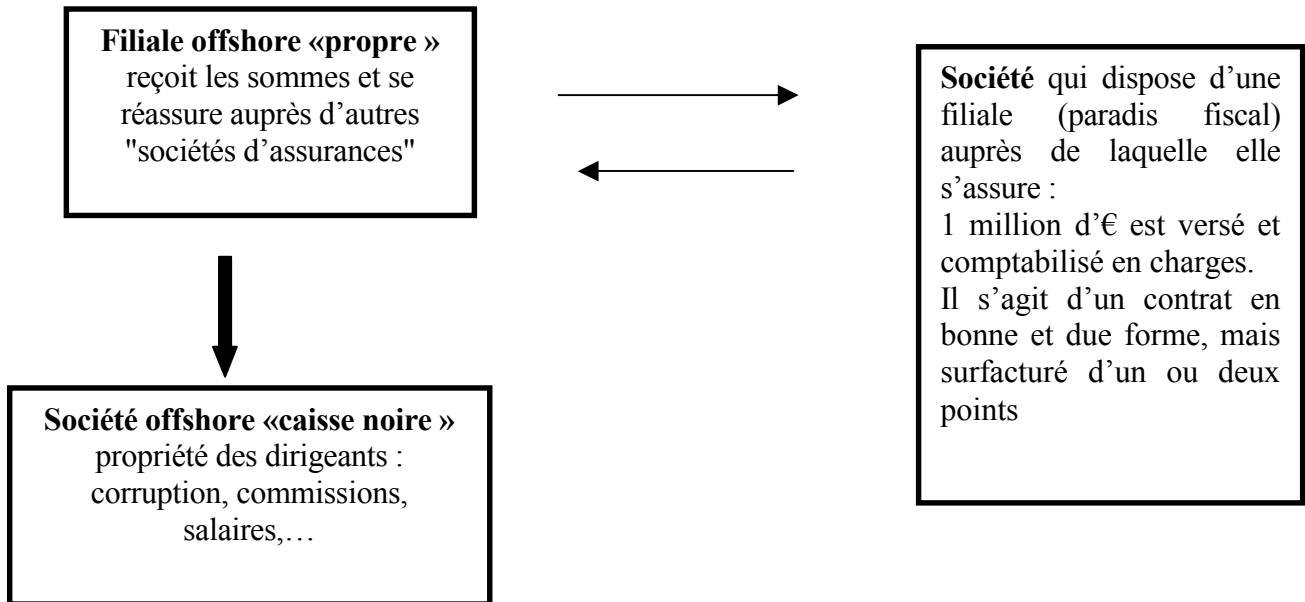 Filiale offshore «propre »
reçoit les sommes et se
réassure auprès d’autres
"sociétés d’assurances"
Société qui dispose d’une
filiale (paradis fiscal)
auprès de laquelle elle
s’assure :
1 million d’€ est versé et
comptabilisé en charges.
Il s’agit d’un contrat en
bonne et due forme, mais
surfacturé d’un ou deux
points
Société offshore «caisse noire »
propriété des dirigeants :
corruption, commissions,
salaires,…